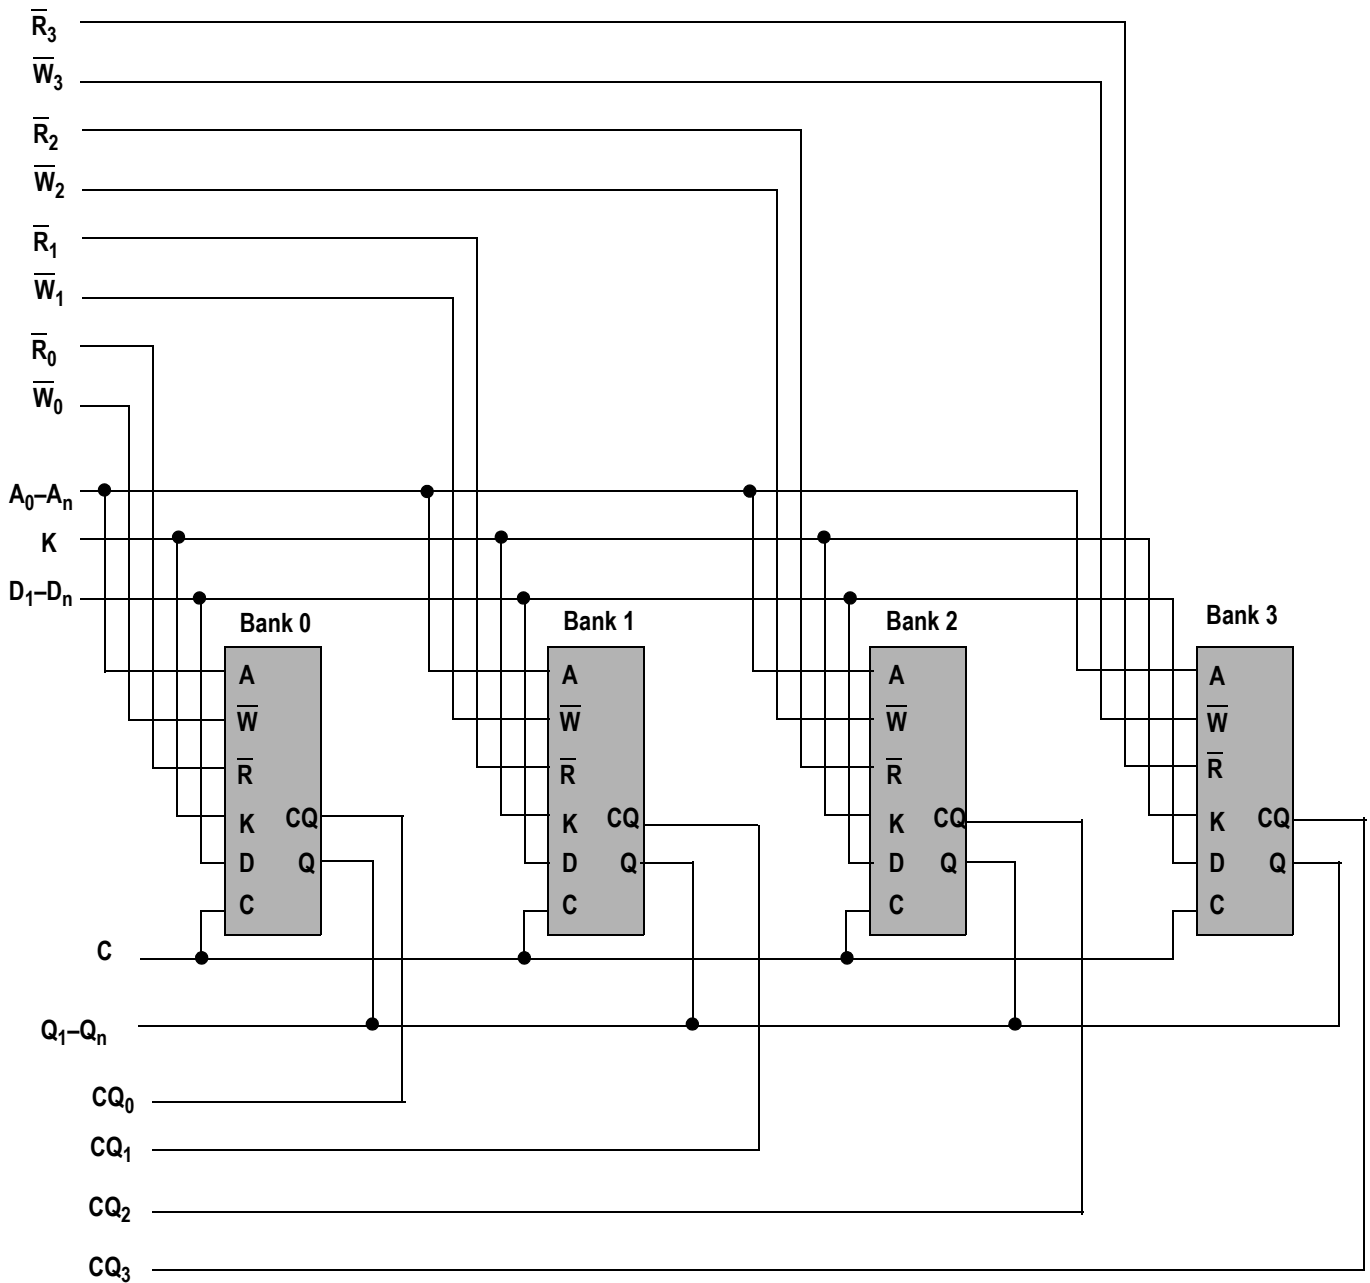 R̅₃
W̅₃
R̅₂
W̅₂
R̅₁
W̅₁
R̅₀
W̅₀
A₀–Aₙ
K
D₁–Dₙ
Bank 0
Bank 1
Bank 2
Bank 3
A
W̅
R̅
K
CQ
D
Q
C
A
W̅
R̅
K
CQ
D
Q
C
A
W̅
R̅
K
CQ
D
Q
C
A
W̅
R̅
K
CQ
D
Q
C
C
Q₁–Qₙ
CQ₀
CQ₁
CQ₂
CQ₃